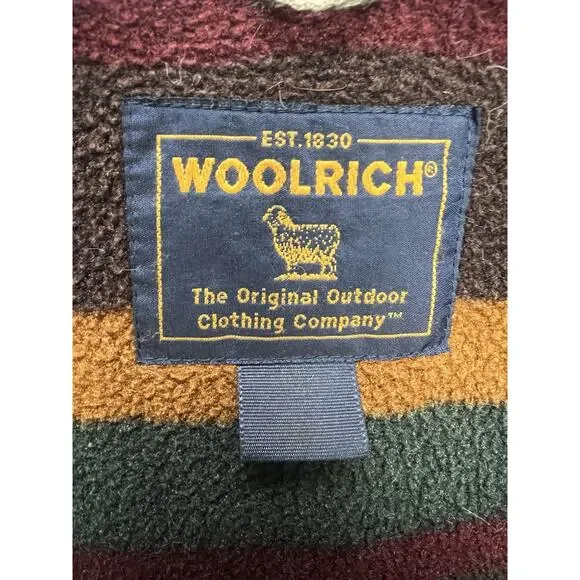 EST.1830
WOOLRICH®
The Original Outdoor
Clothing Company™